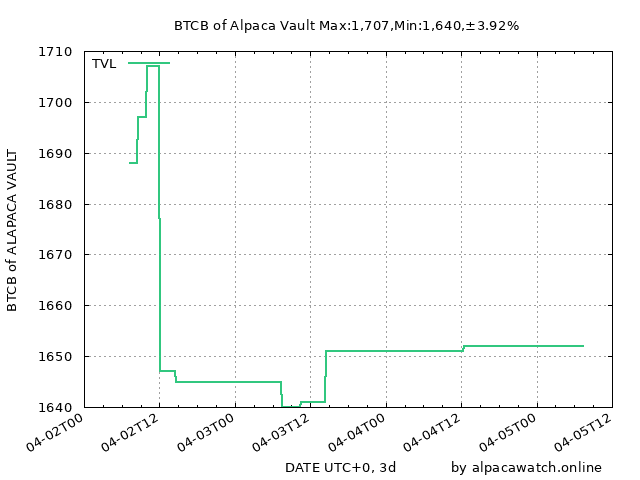 BTCB of Alpaca Vault Max:1,707,Min:1,640,±3.92%
1710
TVL
1700
1690
1680
1670
1660
1650
1640
BTCB of ALAPACA VAULT
04-02T00
04-02T12
04-03T00
04-03T12
04-04T00
04-04T12
04-05T00
04-05T12
DATE UTC+0, 3d
by alpacawatch.online